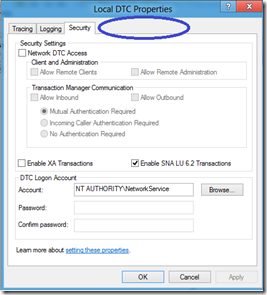 Local DTC Properties
Tracing Logging Security
Security Settings
Network DTC Access
Client and Administration
Allow Remote Clients Allow Remote Administration
Transaction Manager Communication
Allow Inbound Allow Outbound
Mutual Authentication Required
Incoming Caller Authentication Required
No Authentication Required
Enable XA Transactions Enable SNA LU 6.2 Transactions
DTC Logon Account
Account: NT AUTHORITY\NetworkService Browse...
Password:
Confirm password:
Learn more about setting these properties.
OK Cancel Apply